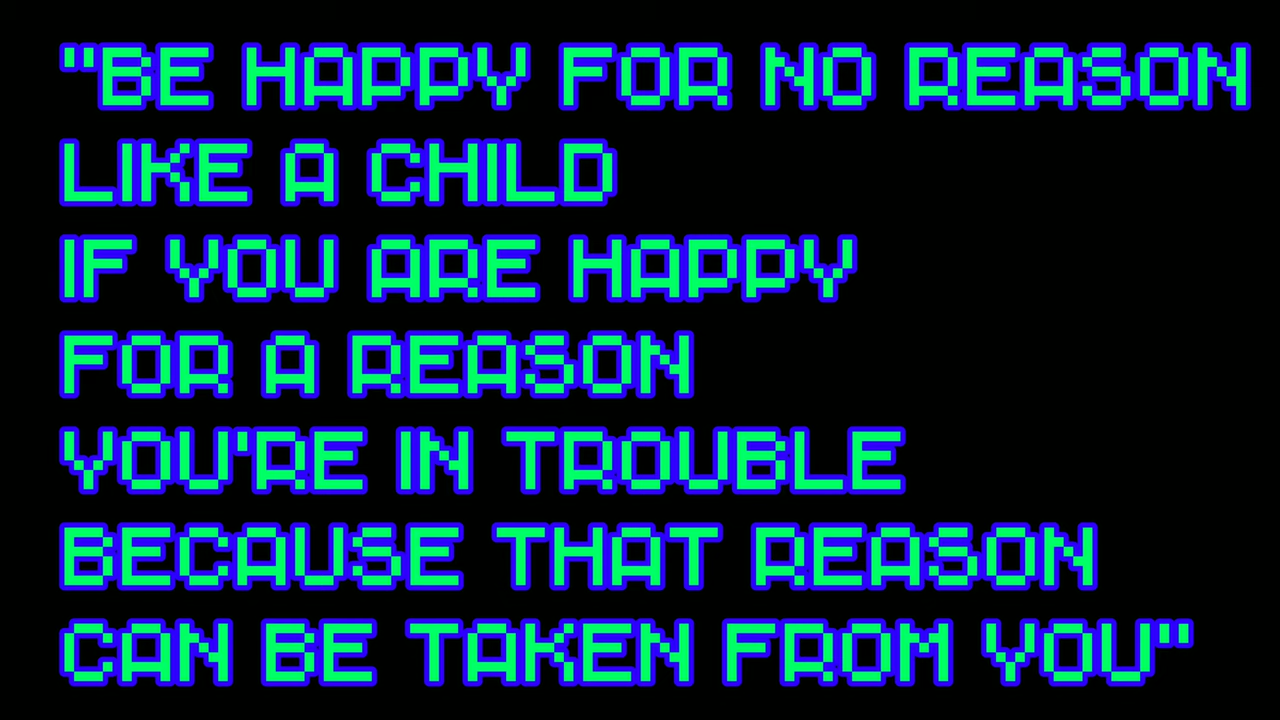 "BE HAPPY FOR NO REASON
LIKE A CHILD
IF YOU ARE HAPPY
FOR A REASON
YOU'RE IN TROUBLE
BECAUSE THAT REASON
CAN BE TAKEN FROM YOU"